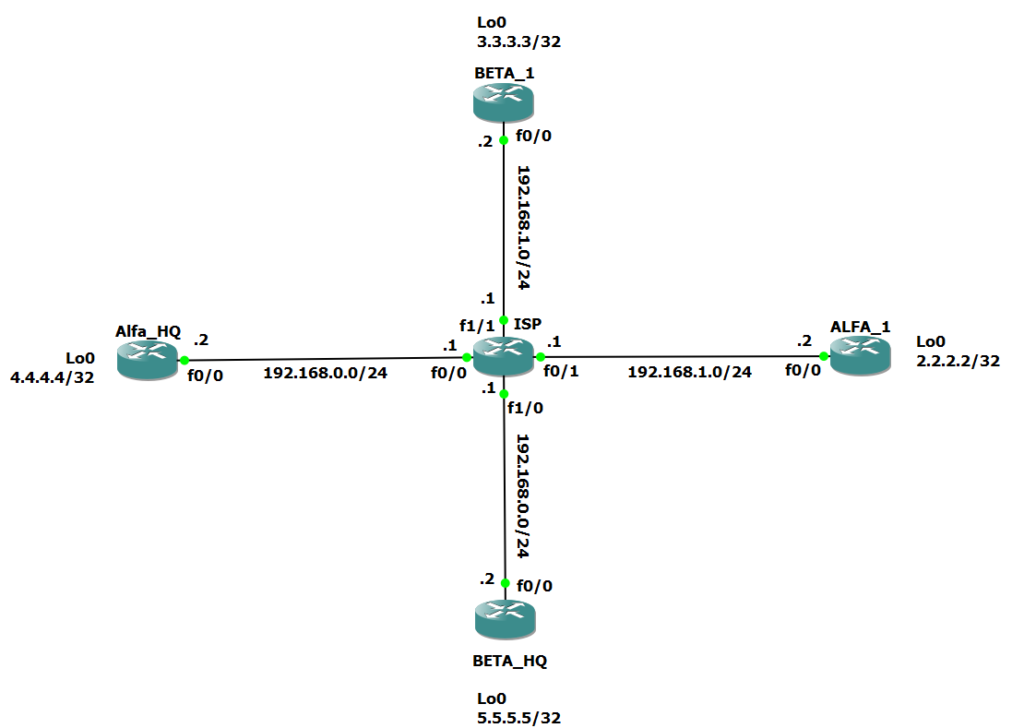 Lo0
3.3.3.3/32
BETA_1
.2
f0/0
192.168.1.0/24
.1
f1/1
ISP
Alfa_HQ
.2
Lo0
4.4.4.4/32
f0/0
192.168.0.0/24
.1
f0/0
.1
f0/1
192.168.1.0/24
.2
f0/0
ALFA_1
Lo0
2.2.2.2/32
.1
f1/0
192.168.0.0/24
.2
f0/0
BETA_HQ
Lo0
5.5.5.5/32